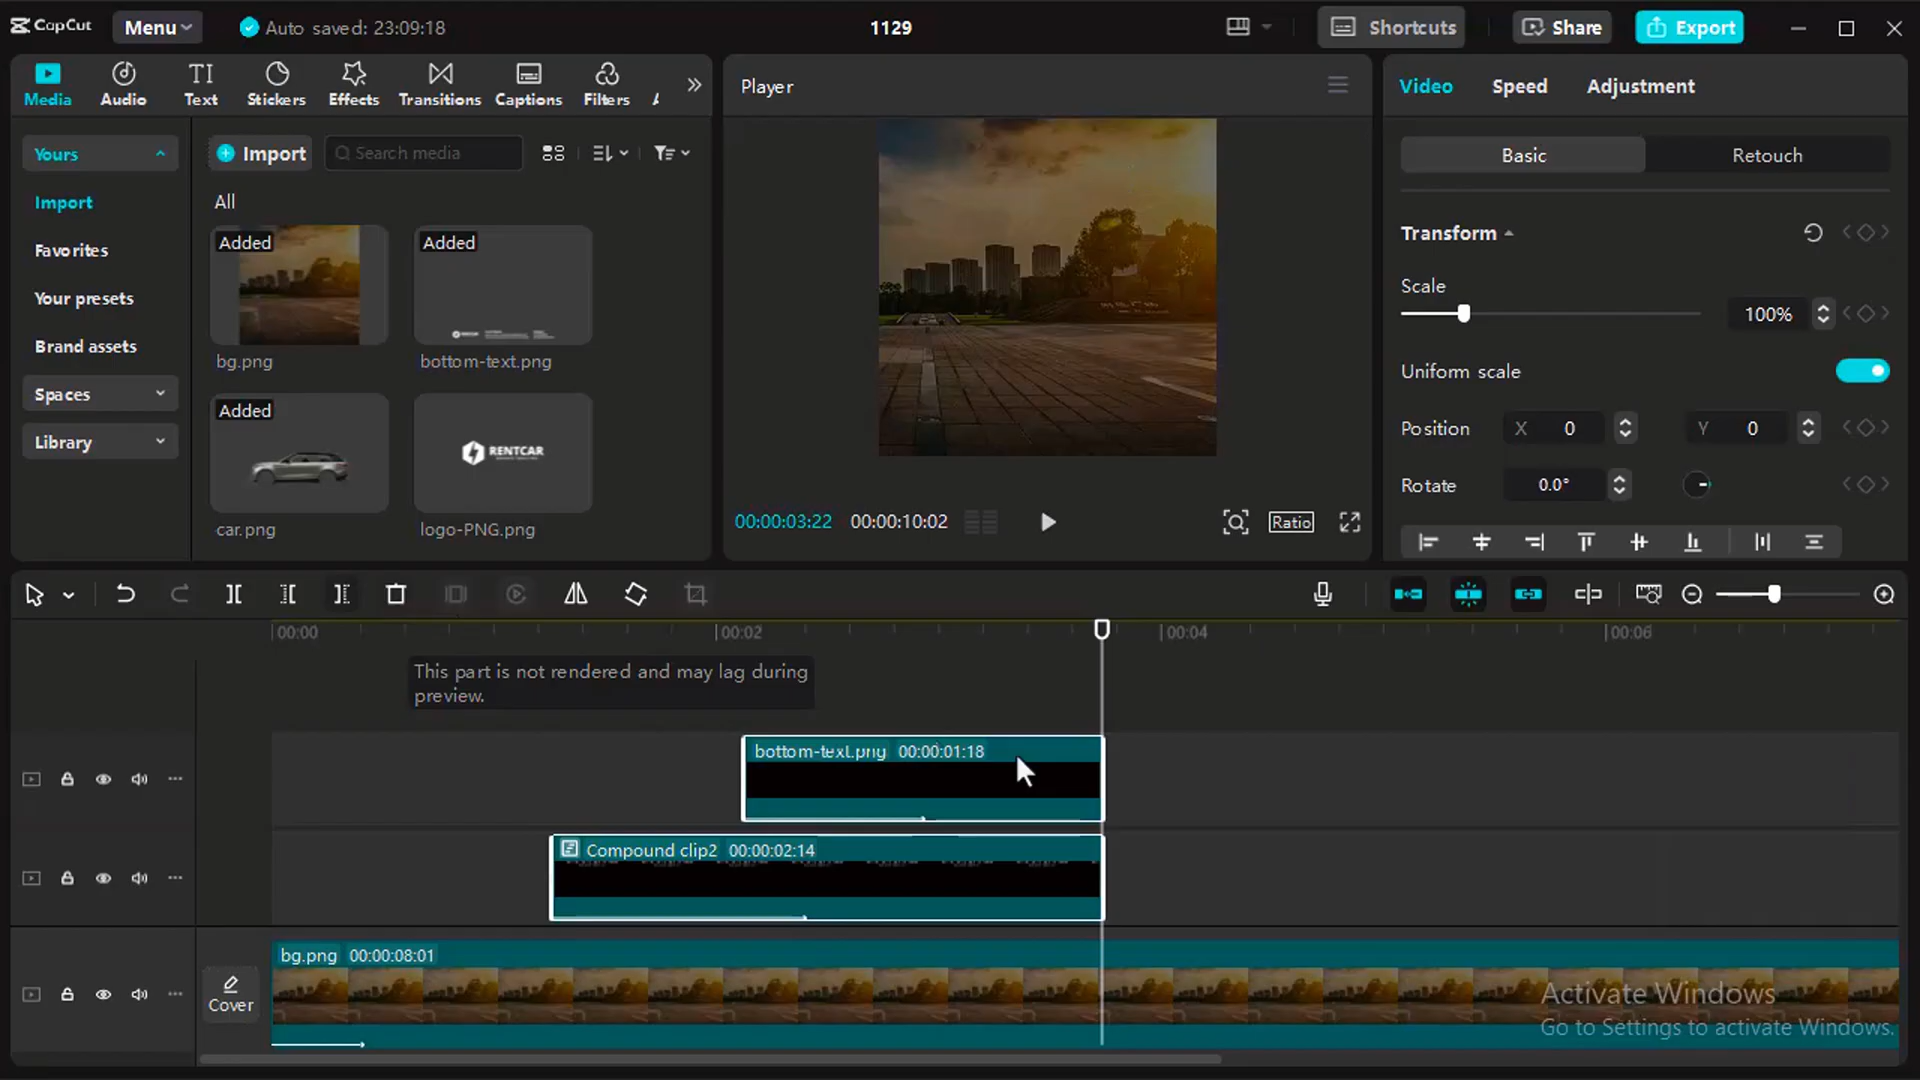 CapCut
Menu
Auto saved: 23:09:18
1129
Shortcuts
Share
Export
Media
Audio
Text
Stickers
Effects
Transitions
Captions
Filters
Player
Video
Speed
Adjustment
Yours
Import
Search media
Basic
Retouch
Import
All
Favorites
Your presets
Brand assets
Spaces
Library
Added
bg.png
Added
bottom-text.png
Added
car.png
RENTCAR
logo-PNG.png
Transform
Scale
100%
Uniform scale
Position
X 0
Y 0
Rotate
0.0°
00:00:03:22
00:00:10:02
Ratio
00:00
00:02
00:04
00:06
This part is not rendered and may lag during
preview.
bottom-text.png 00:00:01:18
Compound clip2 00:00:02:14
bg.png 00:00:08:01
Cover
Activate Windows
Go to Settings to activate Windows.